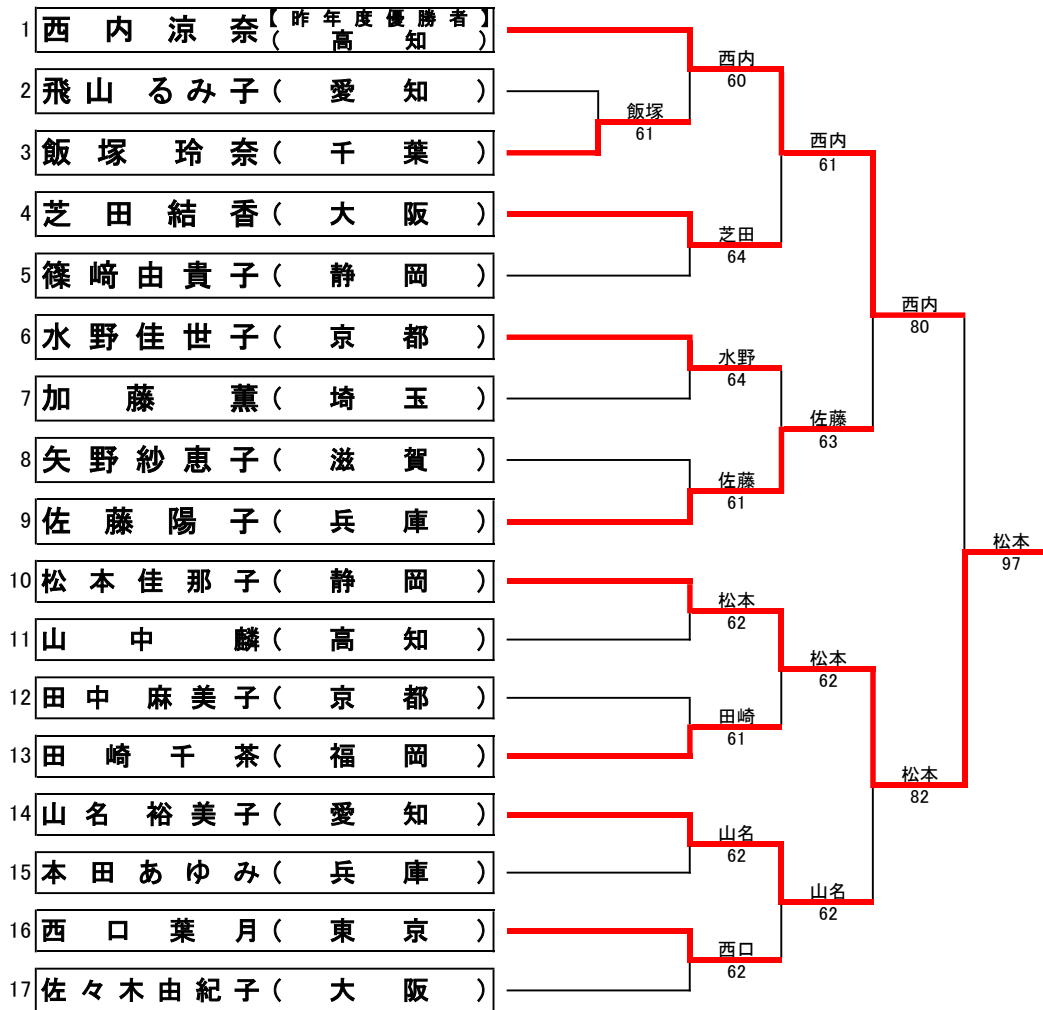 1 西内涼奈 【昨年度優勝者】 (高知)
2 飛山るみ子 (愛知)
3 飯塚玲奈 (千葉)
4 芝田結香 (大阪)
5 篠﨑由貴子 (静岡)
6 水野佳世子 (京都)
7 加藤薫 (埼玉)
8 矢野紗恵子 (滋賀)
9 佐藤陽子 (兵庫)
10 松本佳那子 (静岡)
11 山中麟 (高知)
12 田中麻美子 (京都)
13 田崎千茶 (福岡)
14 山名裕美子 (愛知)
15 本田あゆみ (兵庫)
16 西口葉月 (東京)
17 佐々木由紀子 (大阪)
飯塚
61
西内
60
芝田
64
水野
64
佐藤
61
松本
62
田崎
61
山名
62
西口
62
西内
61
佐藤
63
松本
62
山名
62
西内
80
松本
82
松本
97